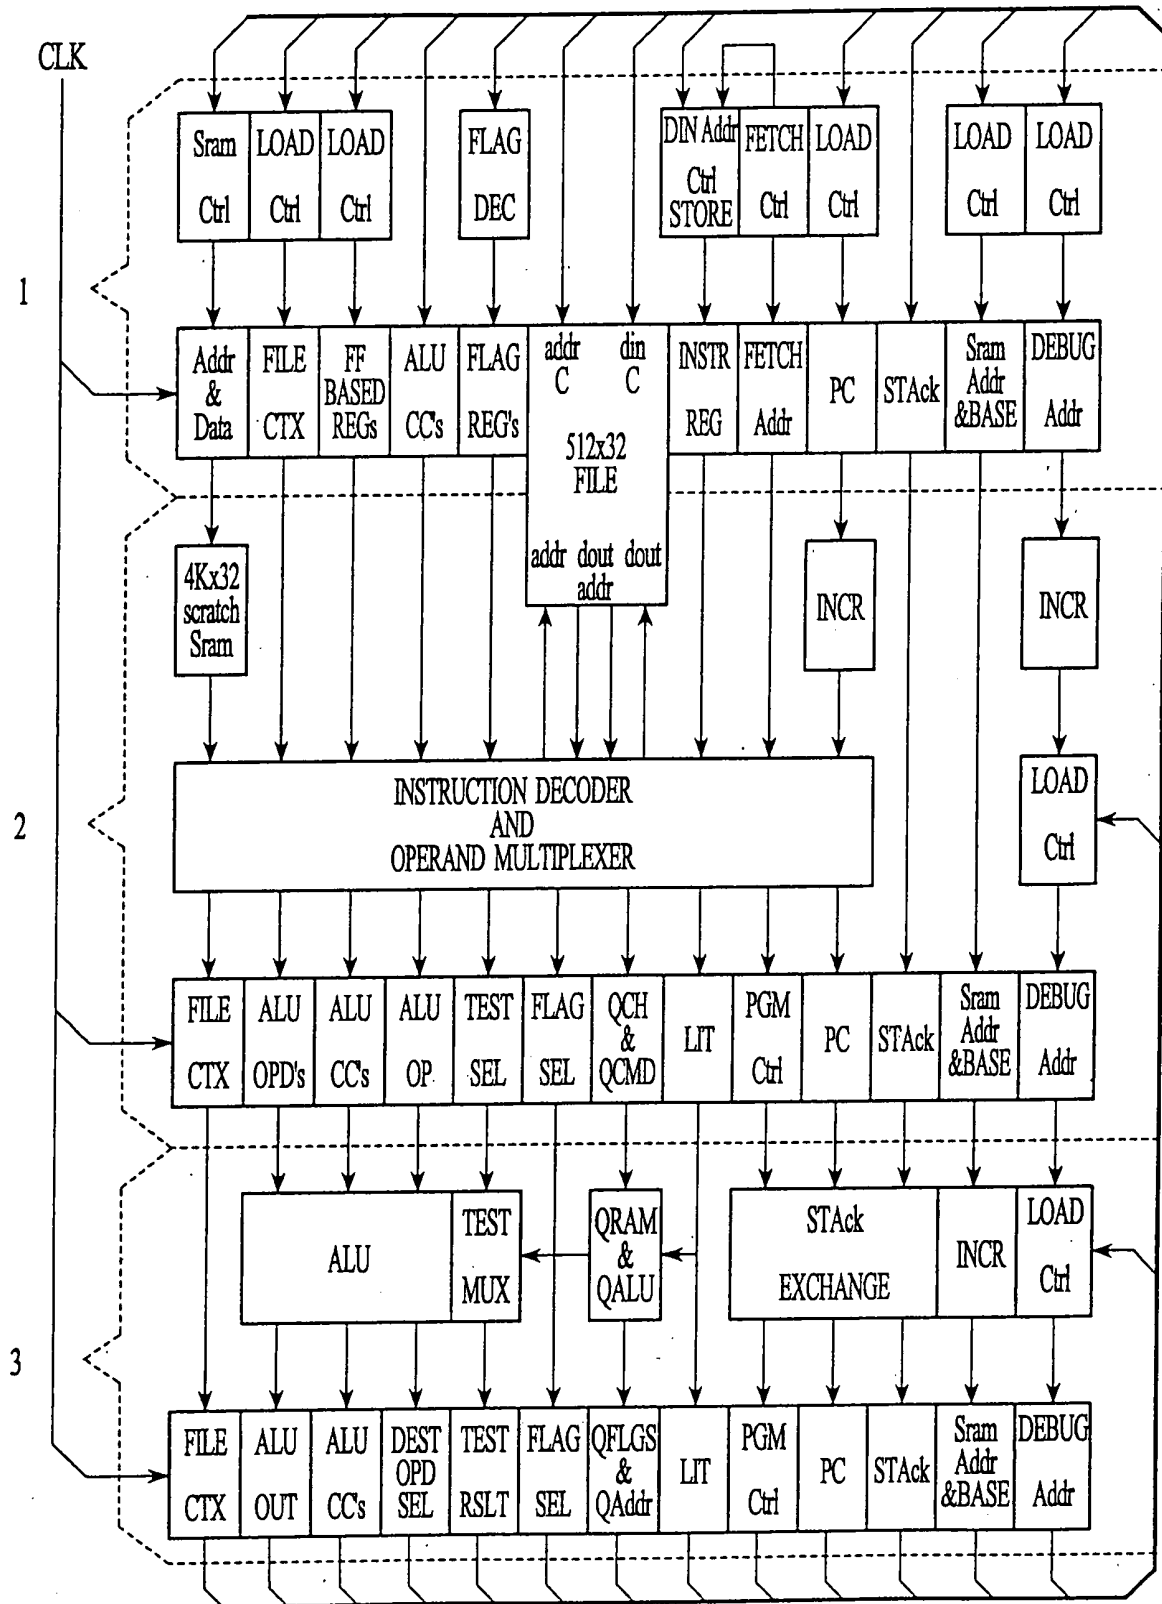 CLK
Sram Ctrl
LOAD Ctrl
LOAD Ctrl
FLAG DEC
DIN Addr Ctrl STORE
FETCH Ctrl
LOAD Ctrl
LOAD Ctrl
LOAD Ctrl
1
Addr & Data
FILE CTX
FF BASED REGs
ALU CC's
FLAG REG's
addr C
din C
512x32 FILE
addr dout dout
addr
INSTR REG
FETCH Addr
PC
STAck
Sram Addr &BASE
DEBUG Addr
4Kx32 scratch Sram
INCR
INCR
2
INSTRUCTION DECODER
AND
OPERAND MULTIPLEXER
LOAD Ctrl
FILE CTX
ALU OPD's
ALU CC's
ALU OP
TEST SEL
FLAG SEL
QCH & QCMD
LIT
PGM Ctrl
PC
STAck
Sram Addr &BASE
DEBUG Addr
3
ALU
TEST MUX
QRAM & QALU
STAck EXCHANGE
INCR
LOAD Ctrl
FILE CTX
ALU OUT
ALU CC's
DEST OPD SEL
TEST RSLT
FLAG SEL
QFLGS & QAddr
LIT
PGM Ctrl
PC
STAck
Sram Addr &BASE
DEBUG Addr